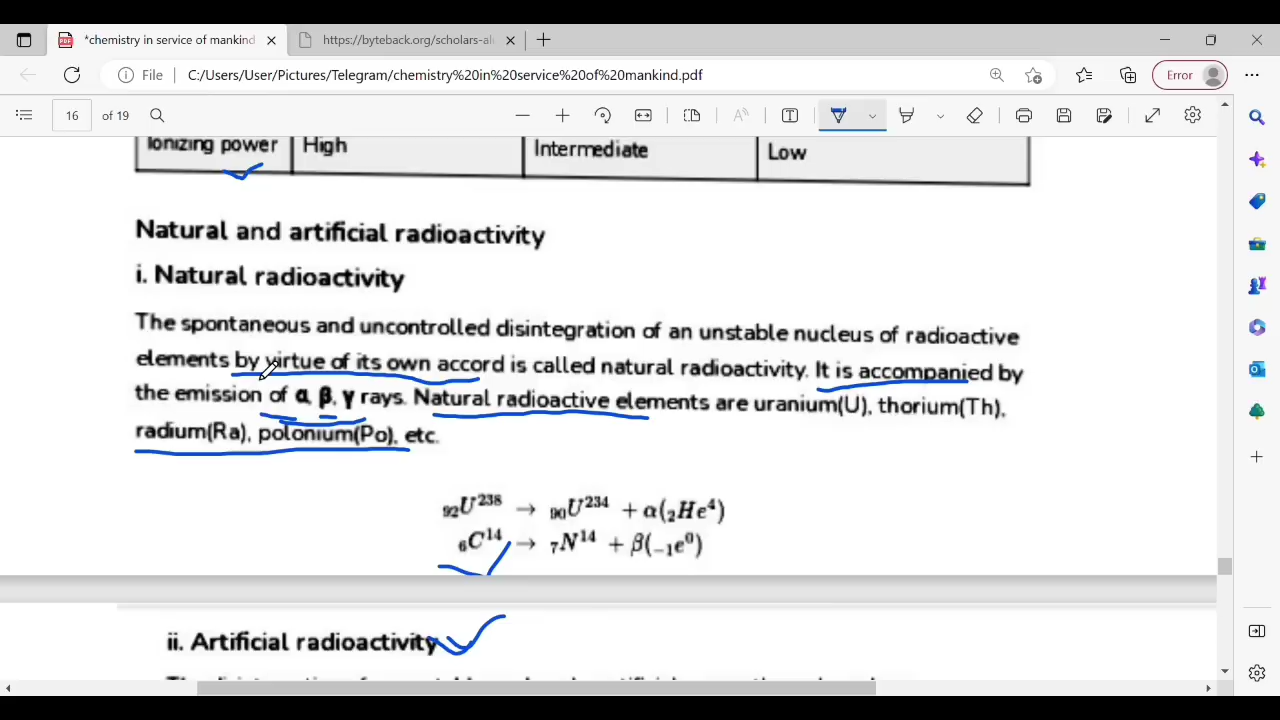 *chemistry in service of mankind
https://byteback.org/scholars-al
File C:/Users/User/Pictures/Telegram/chemistry%20in%20service%20of%20mankind.pdf
Error
16 of 19
Ionizing power High Intermediate Low
Natural and artificial radioactivity
i. Natural radioactivity
The spontaneous and uncontrolled disintegration of an unstable nucleus of radioactive
elements by virtue of its own accord is called natural radioactivity. It is accompanied by
the emission of α, β, γ rays. Natural radioactive elements are uranium(U), thorium(Th),
radium(Ra), polonium(Po), etc.
₉₂U²³⁸ → ₉₀U²³⁴ + α(₂He⁴)
₆C¹⁴ → ₇N¹⁴ + β(₋₁e⁰)
ii. Artificial radioactivity